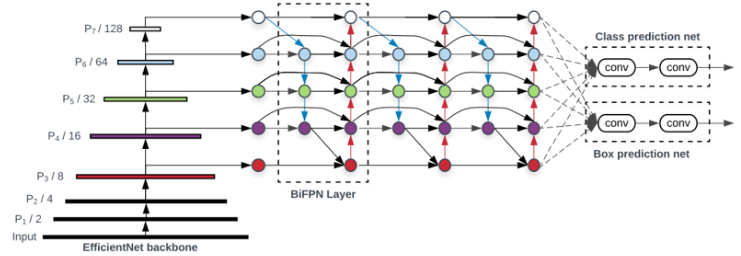 P7 / 128
P6 / 64
P5 / 32
P4 / 16
P3 / 8
P2 / 4
P1 / 2
Input
EfficientNet backbone
BiFPN Layer
Class prediction net
conv
conv
conv
conv
Box prediction net